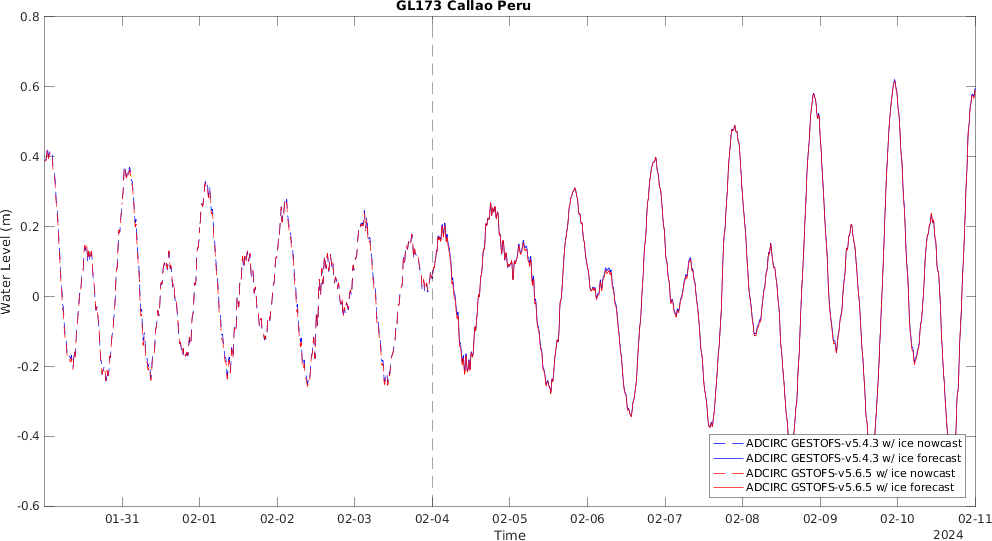 GL173 Callao Peru
0.8
0.6
0.4
0.2
0
-0.2
-0.4
-0.6
Water Level (m)
01-31 02-01 02-02 02-03 02-04 02-05 02-06 02-07 02-08 02-09 02-10 02-11
Time
2024
ADCIRC GESTOFS-v5.4.3 w/ ice nowcast
ADCIRC GESTOFS-v5.4.3 w/ ice forecast
ADCIRC GSTOFS-v5.6.5 w/ ice nowcast
ADCIRC GSTOFS-v5.6.5 w/ ice forecast